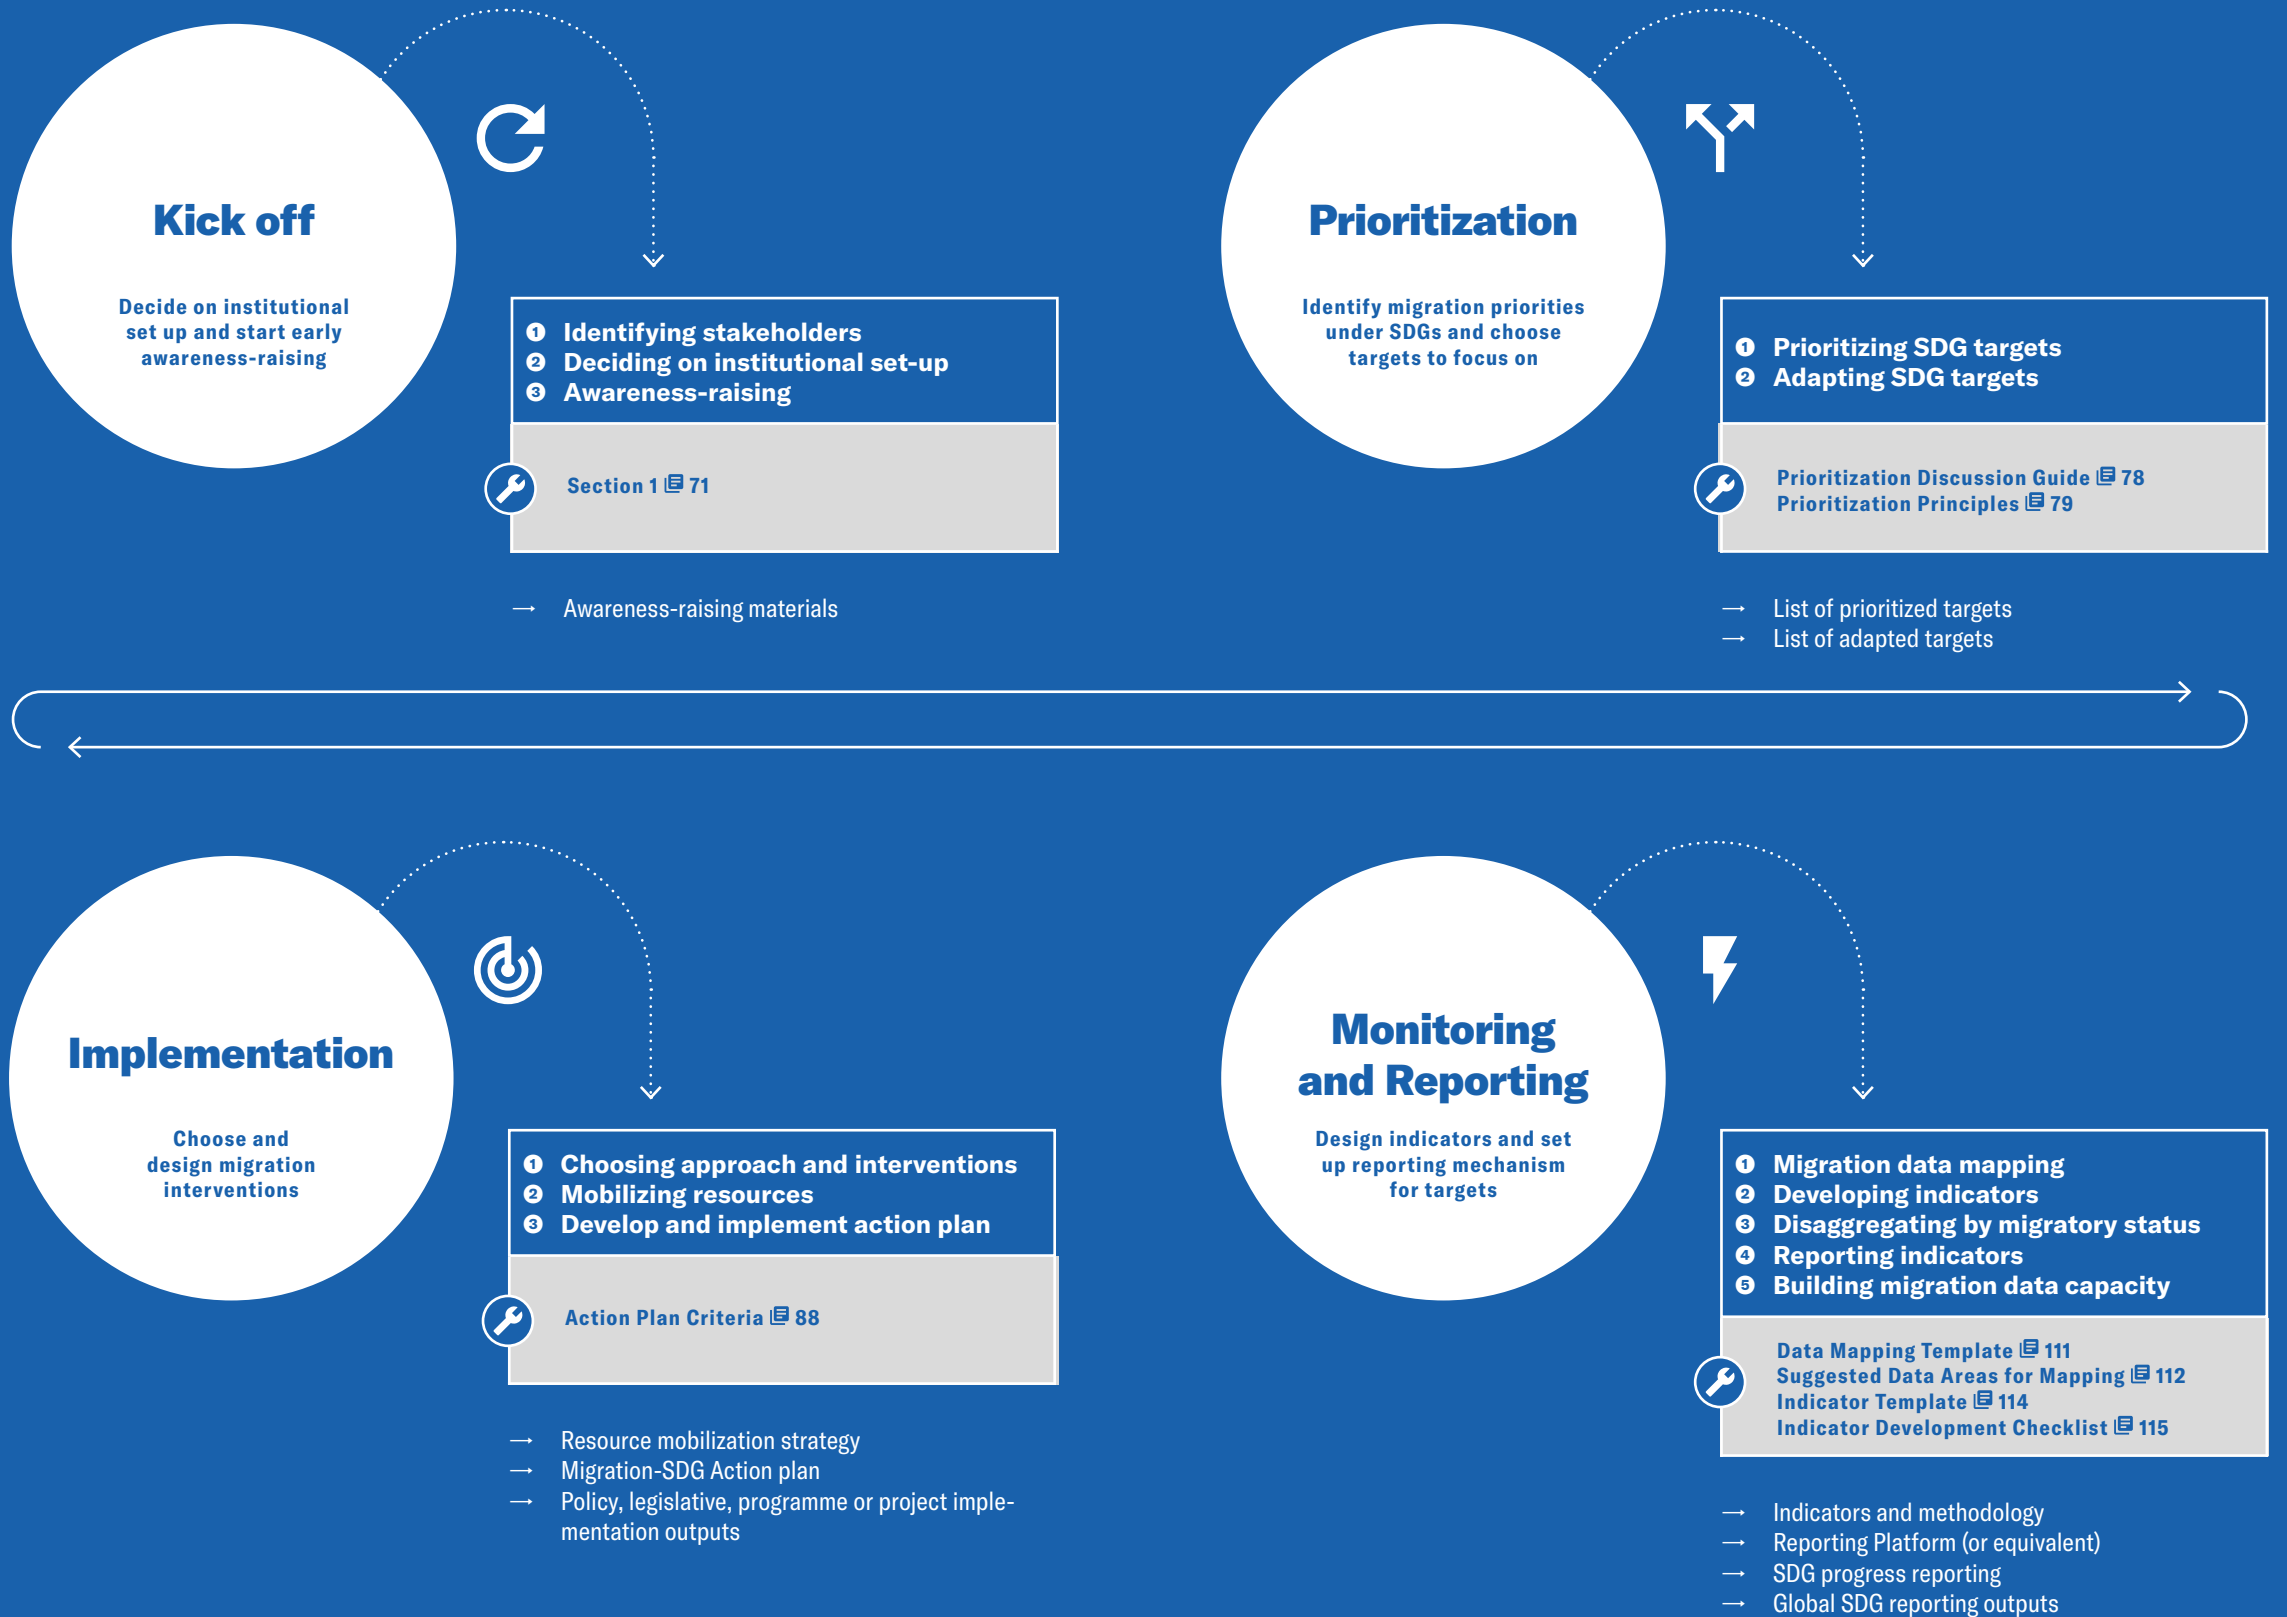 Kick off
Decide on institutional
set up and start early
awareness-raising
❶ Identifying stakeholders
❷ Deciding on institutional set-up
❸ Awareness-raising
Section 1 71
→ Awareness-raising materials
Prioritization
Identify migration priorities
under SDGs and choose
targets to focus on
❶ Prioritizing SDG targets
❷ Adapting SDG targets
Prioritization Discussion Guide 78
Prioritization Principles 79
→ List of prioritized targets
→ List of adapted targets
Implementation
Choose and
design migration
interventions
❶ Choosing approach and interventions
❷ Mobilizing resources
❸ Develop and implement action plan
Action Plan Criteria 88
→ Resource mobilization strategy
→ Migration-SDG Action plan
→ Policy, legislative, programme or project imple-
mentation outputs
Monitoring
and Reporting
Design indicators and set
up reporting mechanism
for targets
❶ Migration data mapping
❷ Developing indicators
❸ Disaggregating by migratory status
❹ Reporting indicators
❺ Building migration data capacity
Data Mapping Template 111
Suggested Data Areas for Mapping 112
Indicator Template 114
Indicator Development Checklist 115
→ Indicators and methodology
→ Reporting Platform (or equivalent)
→ SDG progress reporting
→ Global SDG reporting outputs